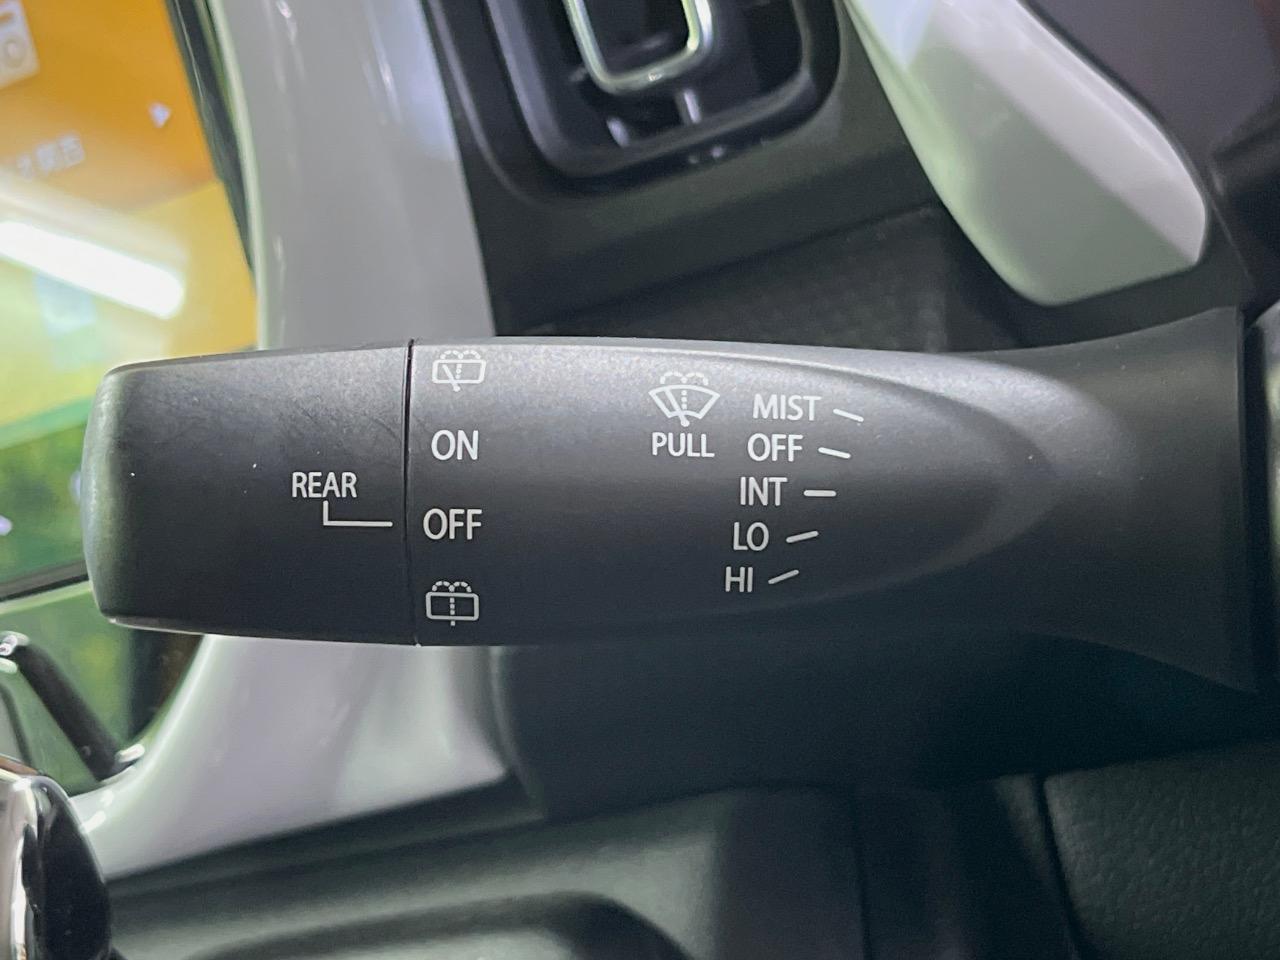 REAR
ON
OFF
PULL
MIST
OFF
INT
LO
HI